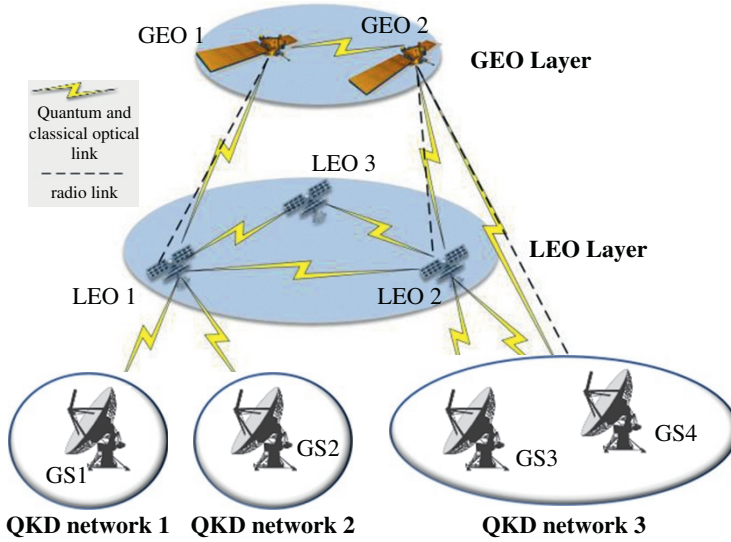 GEO 1
GEO 2
GEO Layer
Quantum and
classical optical
link
radio link
LEO 3
LEO Layer
LEO 1
LEO 2
GS1
GS2
GS3
GS4
QKD network 1
QKD network 2
QKD network 3